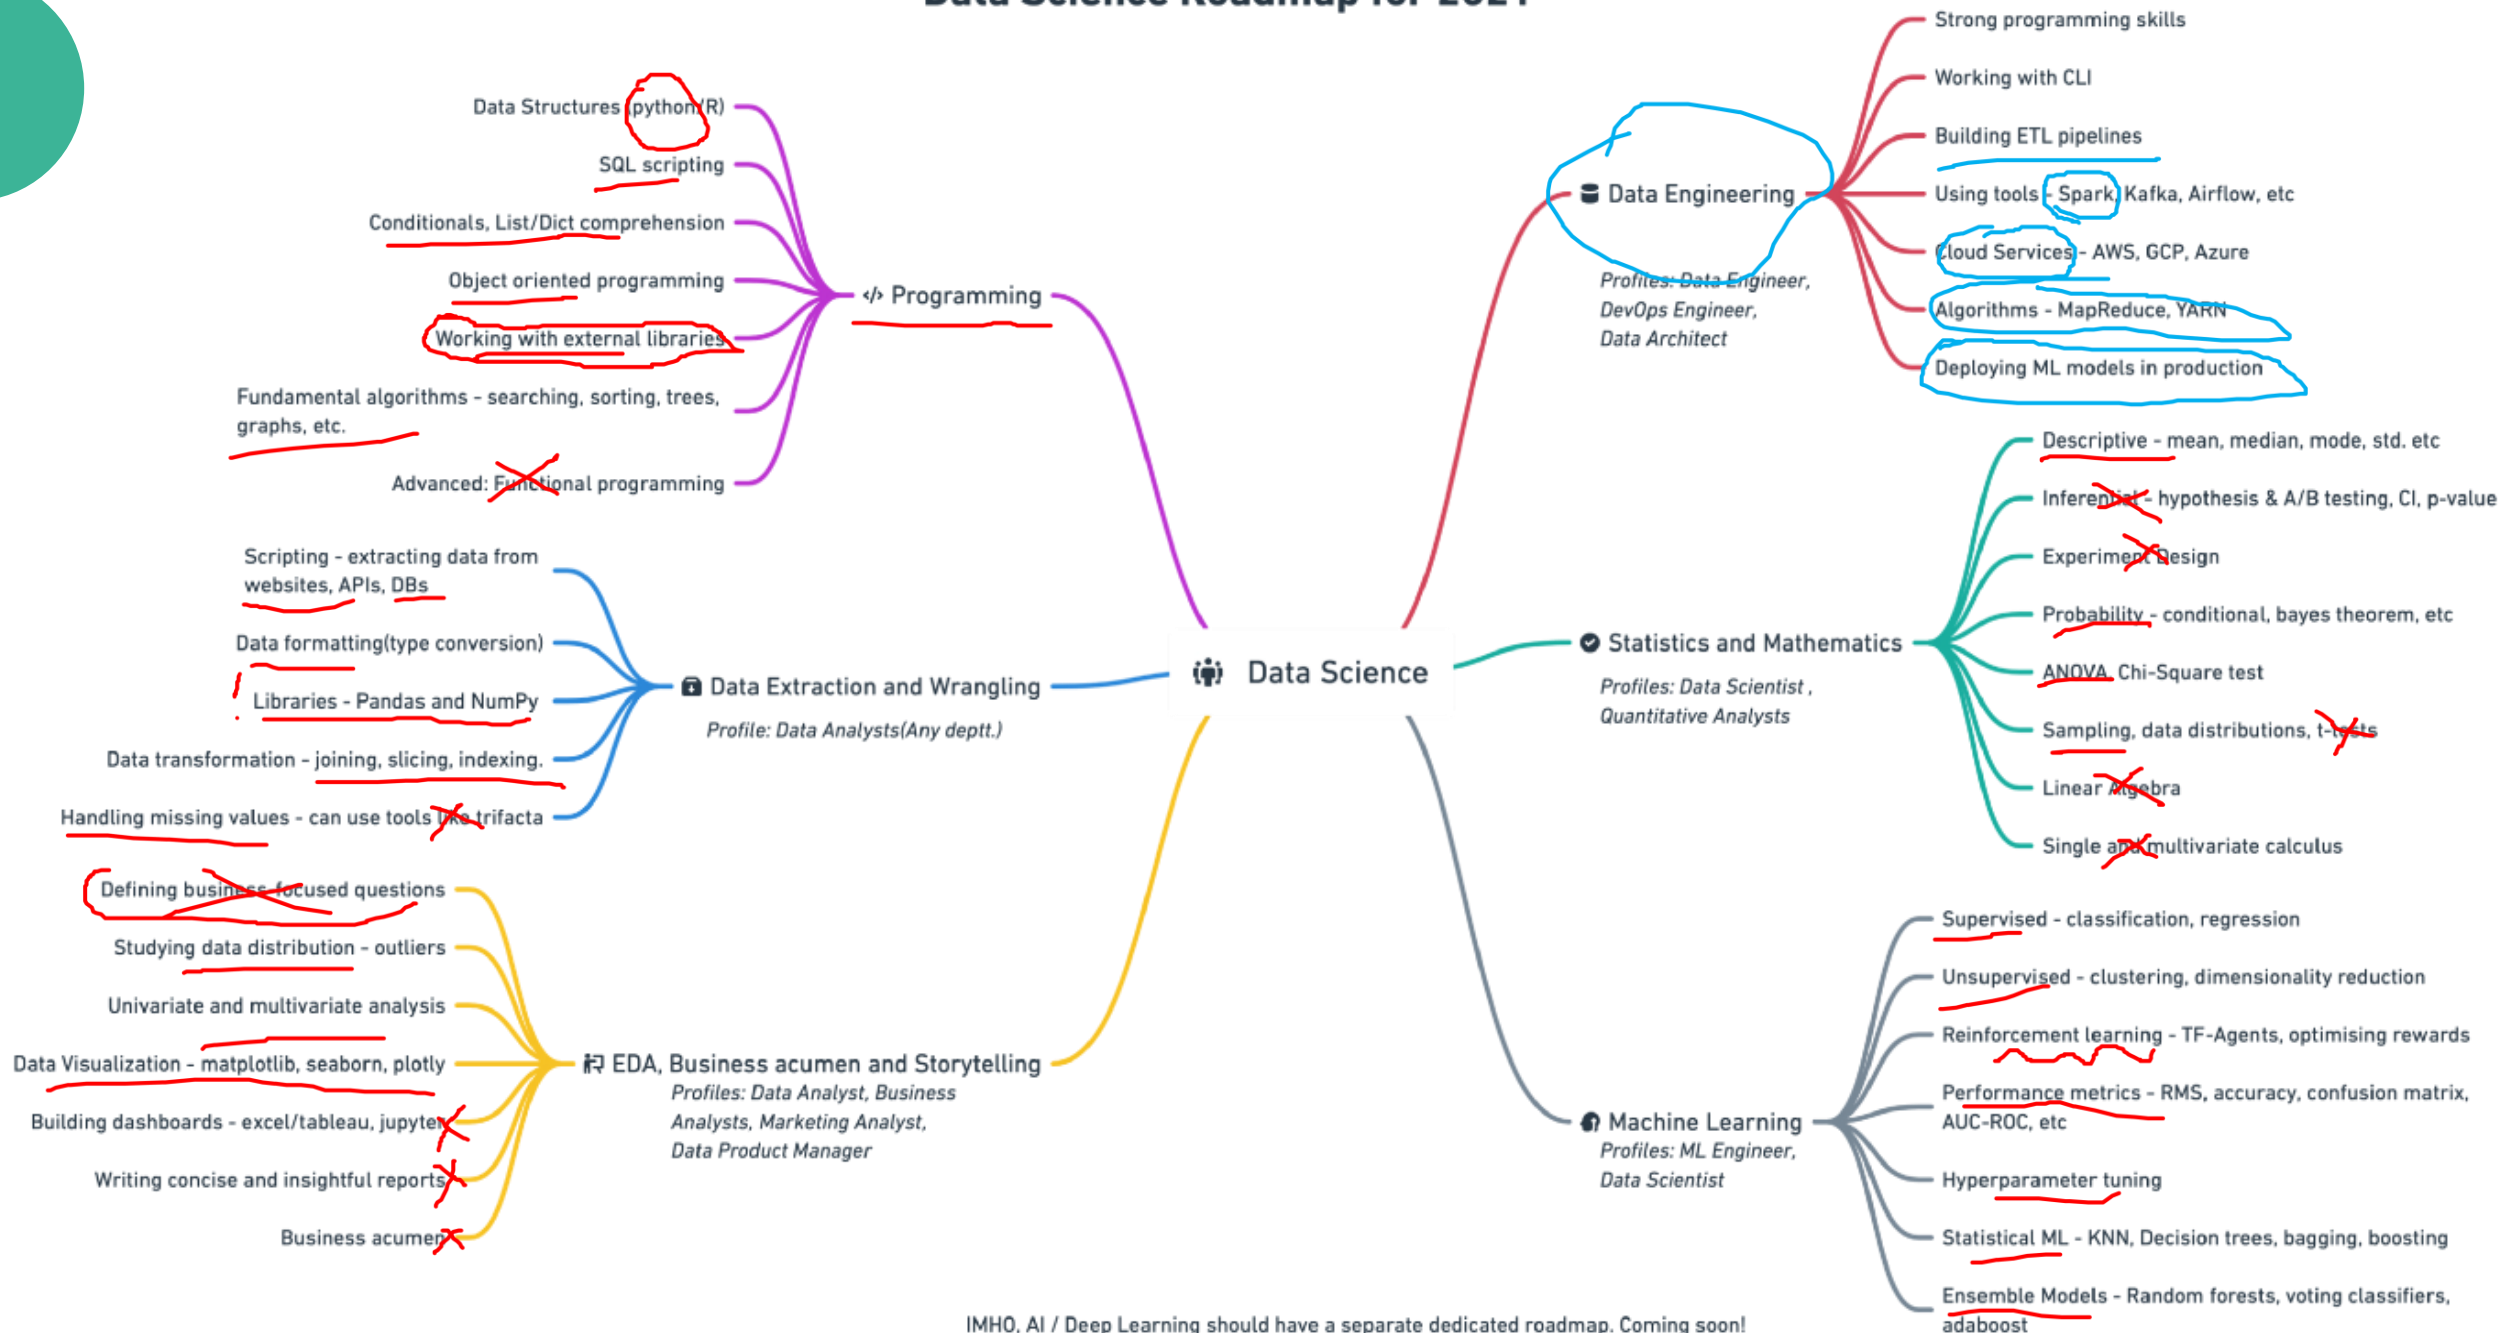 Data Science Roadmap for 2021
Data Structures (python/R)
SQL scripting
Conditionals, List/Dict comprehension
Object oriented programming
Working with external libraries
Fundamental algorithms - searching, sorting, trees,
graphs, etc.
Advanced: Functional programming
</> Programming
Scripting - extracting data from
websites, APIs, DBs
Data formatting(type conversion)
Libraries - Pandas and NumPy
Data transformation - joining, slicing, indexing.
Handling missing values - can use tools like trifacta
Data Extraction and Wrangling
Profile: Data Analysts(Any deptt.)
Defining business-focused questions
Studying data distribution - outliers
Univariate and multivariate analysis
Data Visualization - matplotlib, seaborn, plotly
Building dashboards - excel/tableau, jupyter
Writing concise and insightful reports
Business acumen
EDA, Business acumen and Storytelling
Profiles: Data Analyst, Business
Analysts, Marketing Analyst,
Data Product Manager
Data Science
Strong programming skills
Working with CLI
Building ETL pipelines
Using tools - Spark, Kafka, Airflow, etc
Cloud Services - AWS, GCP, Azure
Algorithms - MapReduce, YARN
Deploying ML models in production
Data Engineering
Profiles: Data Engineer,
DevOps Engineer,
Data Architect
Descriptive - mean, median, mode, std. etc
Inferential - hypothesis & A/B testing, CI, p-value
Experiment Design
Probability - conditional, bayes theorem, etc
ANOVA, Chi-Square test
Sampling, data distributions, t-tests
Linear Algebra
Single and multivariate calculus
Statistics and Mathematics
Profiles: Data Scientist ,
Quantitative Analysts
Supervised - classification, regression
Unsupervised - clustering, dimensionality reduction
Reinforcement learning - TF-Agents, optimising rewards
Performance metrics - RMS, accuracy, confusion matrix,
AUC-ROC, etc
Hyperparameter tuning
Statistical ML - KNN, Decision trees, bagging, boosting
Ensemble Models - Random forests, voting classifiers,
adaboost
Machine Learning
Profiles: ML Engineer,
Data Scientist
IMHO, AI / Deep Learning should have a separate dedicated roadmap. Coming soon!